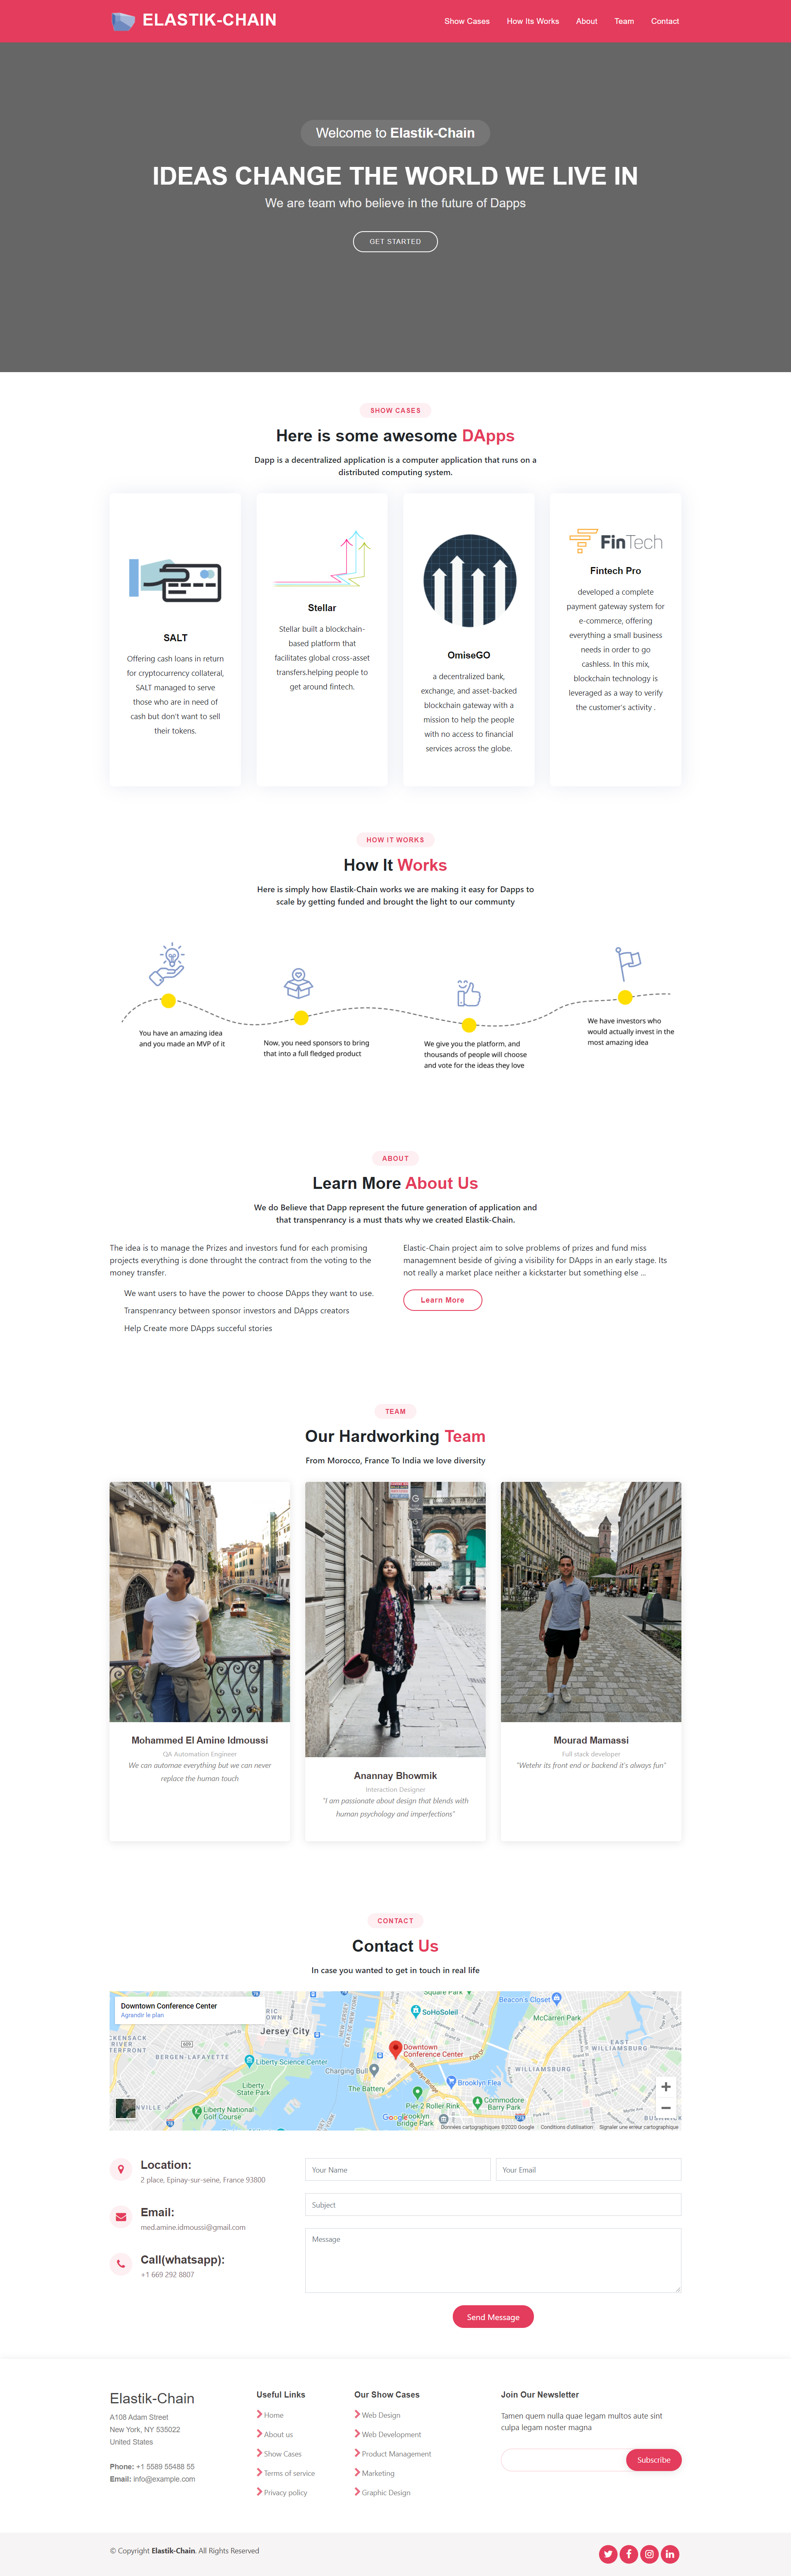 ELASTIK-CHAIN
Show Cases How Its Works About Team Contact
Welcome to Elastik-Chain
IDEAS CHANGE THE WORLD WE LIVE IN
We are team who believe in the future of Dapps
GET STARTED
SHOW CASES
Here is some awesome DApps
Dapp is a decentralized application is a computer application that runs on a
distributed computing system.
SALT
Offering cash loans in return
for cryptocurrency collateral,
SALT managed to serve
those who are in need of
cash but don't want to sell
their tokens.
Stellar
Stellar built a blockchain-
based platform that
facilitates global cross-asset
transfers.helping people to
get around fintech.
OmiseGO
a decentralized bank,
exchange, and asset-backed
blockchain gateway with a
mission to help the people
with no access to financial
services across the globe.
FinTech
Fintech Pro
developed a complete
payment gateway system for
e-commerce, offering
everything a small business
needs in order to go
cashless. In this mix,
blockchain technology is
leveraged as a way to verify
the customer's activity .
HOW IT WORKS
How It Works
Here is simply how Elastik-Chain works we are making it easy for Dapps to
scale by getting funded and brought the light to our communty
You have an amazing idea
and you made an MVP of it
Now, you need sponsors to bring
that into a full fledged product
We give you the platform, and
thousands of people will choose
and vote for the ideas they love
We have investors who
would actually invest in the
most amazing idea
ABOUT
Learn More About Us
We do Believe that Dapp represent the future generation of application and
that transpenrancy is a must thats why we created Elastik-Chain.
The idea is to manage the Prizes and investors fund for each promising
projects everything is done throught the contract from the voting to the
money transfer.
We want users to have the power to choose DApps they want to use.
Transpenrancy between sponsor investors and DApps creators
Help Create more DApps succeful stories
Elastic-Chain project aim to solve problems of prizes and fund miss
managemnent beside of giving a visibility for DApps in an early stage. Its
not really a market place neither a kickstarter but something else ...
Learn More
TEAM
Our Hardworking Team
From Morocco, France To India we love diversity
Mohammed El Amine Idmoussi
QA Automation Engineer
We can automae everything but we can never
replace the human touch
Anannay Bhowmik
Interaction Designer
"I am passionate about design that blends with
human psychology and imperfections"
Mourad Mamassi
Full stack developer
"Wetehr its front end or backend it's always fun"
CONTACT
Contact Us
In case you wanted to get in touch in real life
Downtown Conference Center
Agrandir le plan
Jersey City
BERGEN-LAFAYETTE
Liberty Science Center
Liberty
State Park
Liberty National
Golf Course
Charging Bull
The Battery
SoHoSoleil
Downtown
Conference Center
Brooklyn Flea
Pier 2 Roller Rink
Brooklyn
Bridge Park
Commodore
Barry Park
Beacon's Closet
McCarren Park
EAST
WILLIAMSBURG
WILLIAMSBURG
Google
Données cartographiques ©2020 Google Conditions d'utilisation Signaler une erreur cartographique
Location:
2 place, Epinay-sur-seine, France 93800
Email:
med.amine.idmoussi@gmail.com
Call(whatsapp):
+1 669 292 8807
Your Name
Your Email
Subject
Message
Send Message
Elastik-Chain
A108 Adam Street
New York, NY 535022
United States
Phone: +1 5589 55488 55
Email: info@example.com
Useful Links
Home
About us
Show Cases
Terms of service
Privacy policy
Our Show Cases
Web Design
Web Development
Product Management
Marketing
Graphic Design
Join Our Newsletter
Tamen quem nulla quae legam multos aute sint
culpa legam noster magna
Subscribe
© Copyright Elastik-Chain. All Rights Reserved